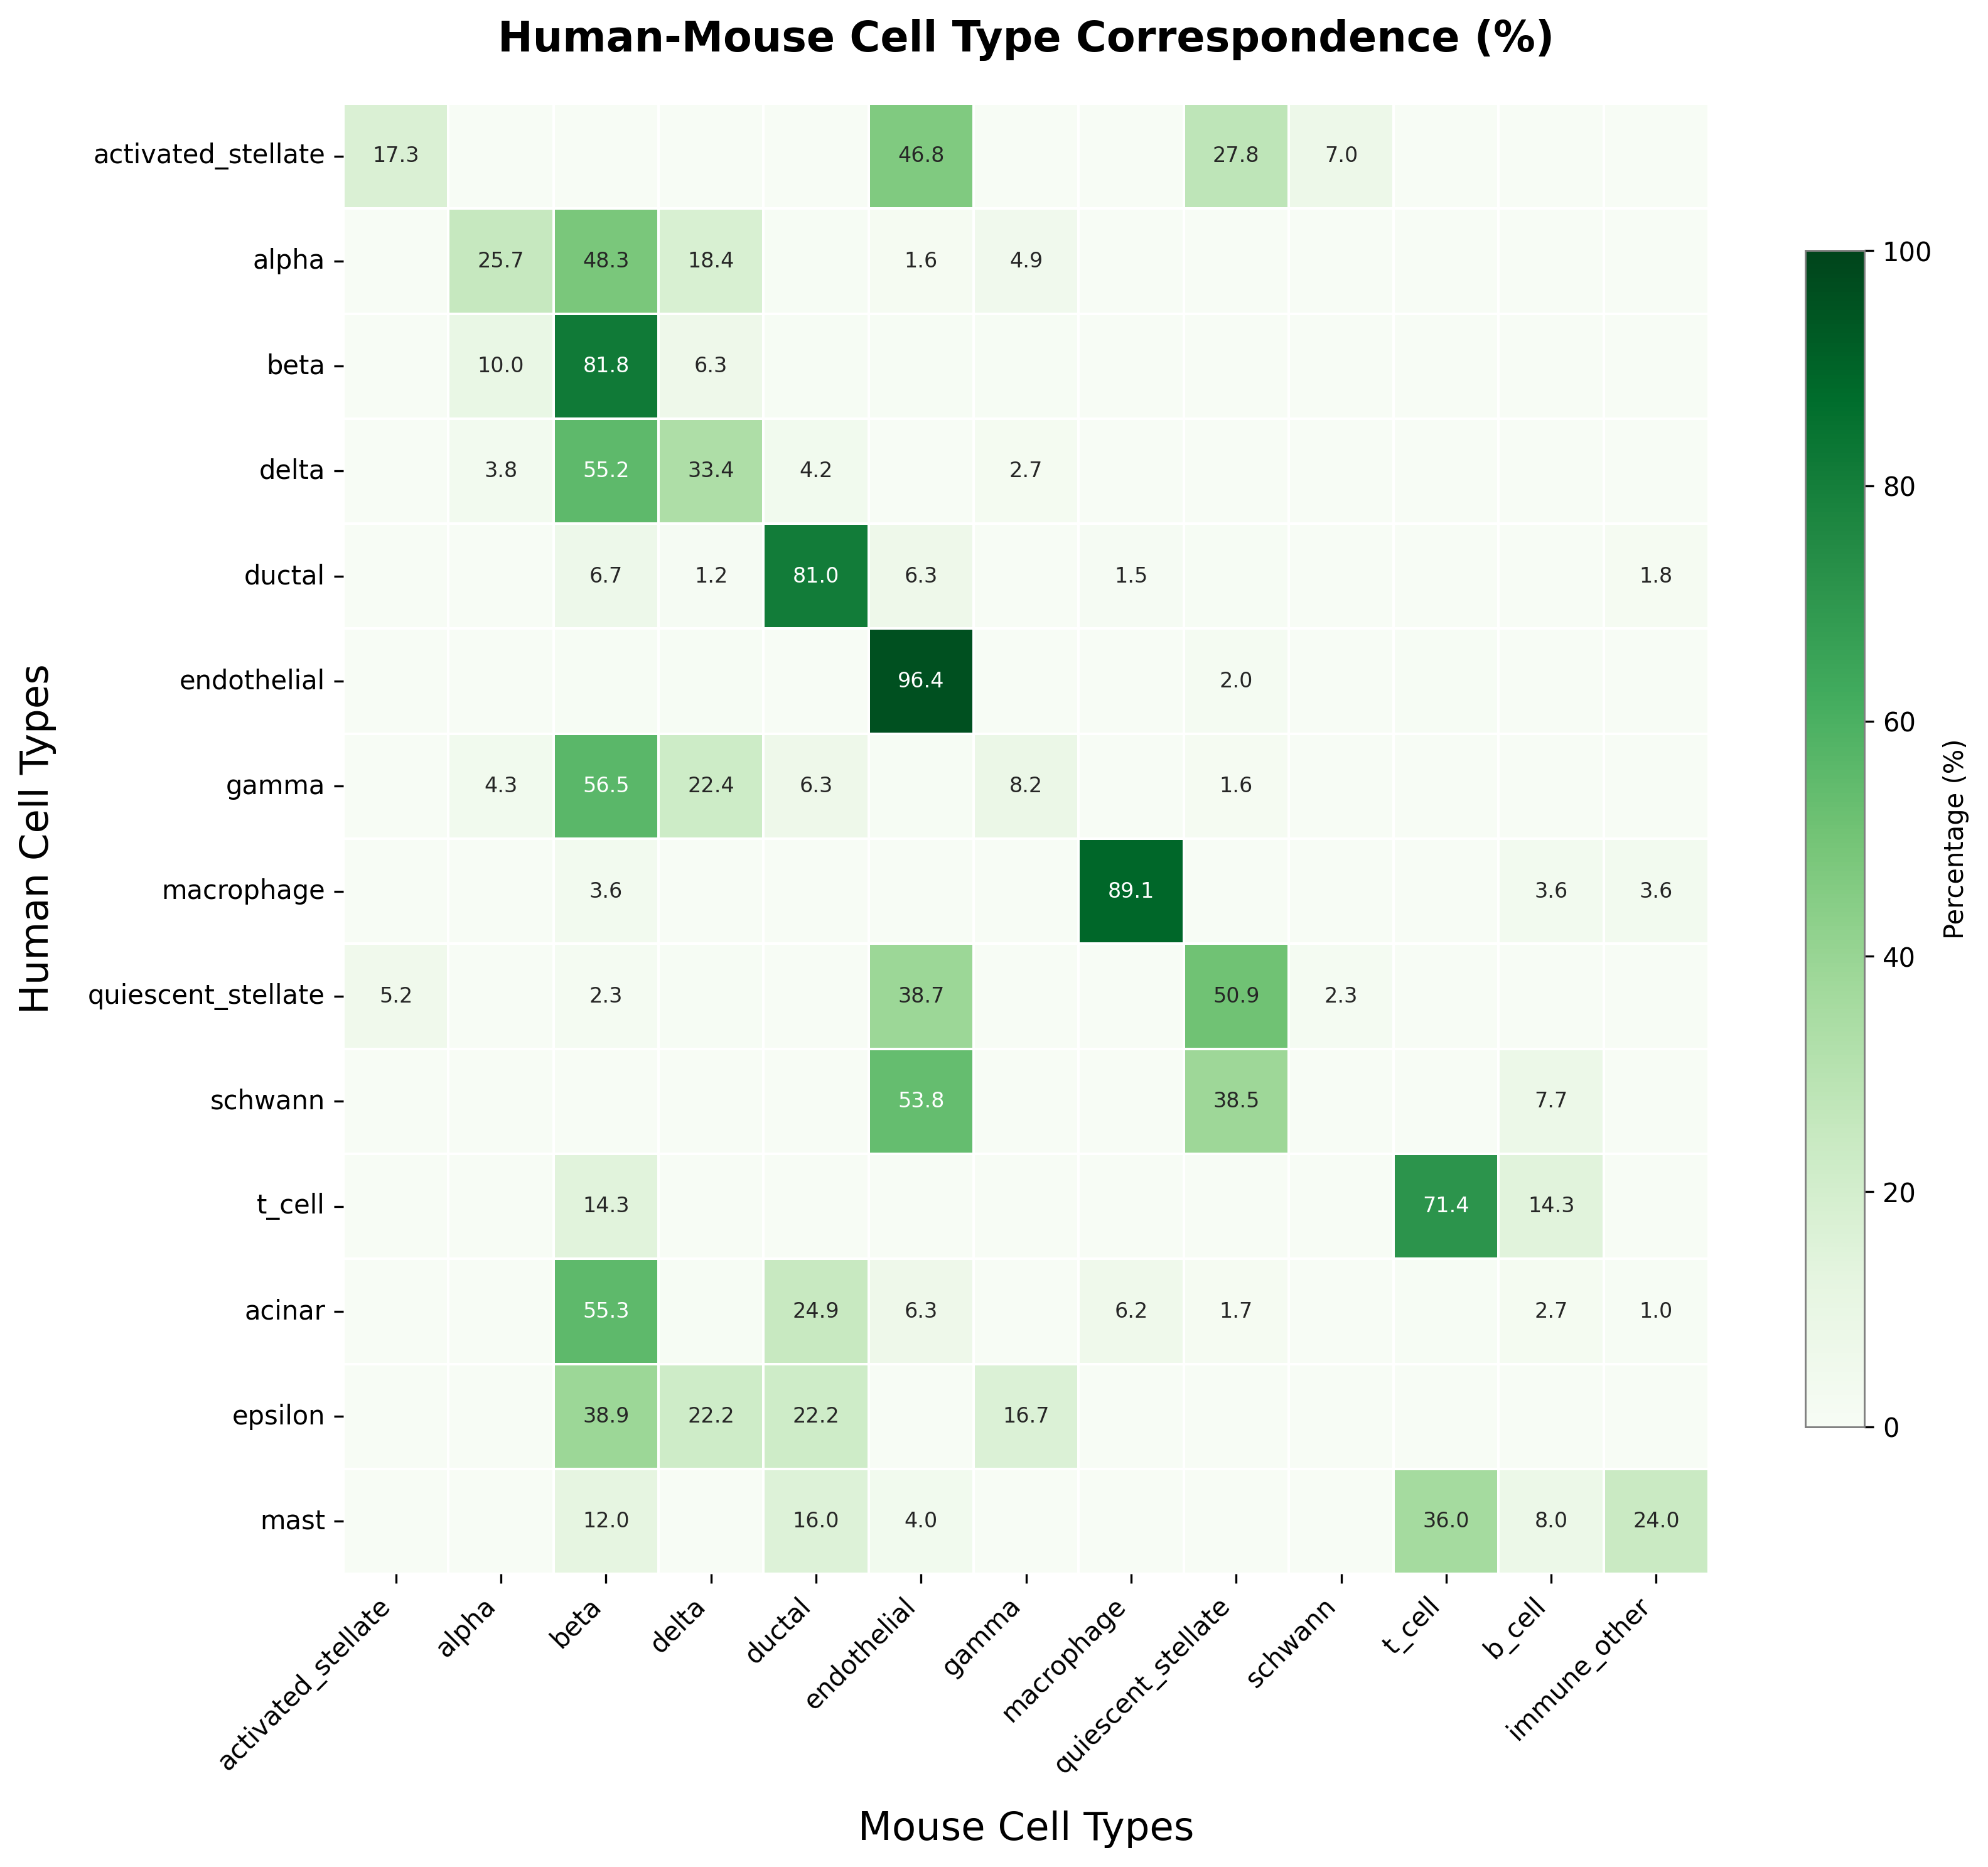 Human-Mouse Cell Type Correspondence (%)
activated_stellate 17.3 46.8 27.8 7.0
alpha 25.7 48.3 18.4 1.6 4.9
beta 10.0 81.8 6.3
delta 3.8 55.2 33.4 4.2 2.7
ductal 6.7 1.2 81.0 6.3 1.5 1.8
endothelial 96.4 2.0
gamma 4.3 56.5 22.4 6.3 8.2 1.6
macrophage 3.6 89.1 3.6 3.6
quiescent_stellate 5.2 2.3 38.7 50.9 2.3
schwann 53.8 38.5 7.7
t_cell 14.3 71.4 14.3
acinar 55.3 24.9 6.3 6.2 1.7 2.7 1.0
epsilon 38.9 22.2 22.2 16.7
mast 12.0 16.0 4.0 36.0 8.0 24.0
Human Cell Types
activated_stellate
alpha
beta
delta
ductal
endothelial
gamma
macrophage
quiescent_stellate
schwann
t_cell
b_cell
immune_other
Mouse Cell Types
100
80
60
40
20
0
Percentage (%)